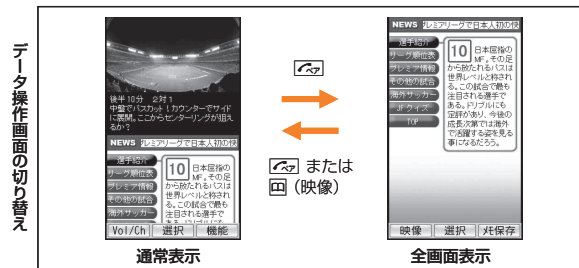 データ操作画面の切り替え
後半10分 2対1
中盤でパスカット！カウンターでサイド
に展開。ここからセンターリングが狙え
るか？
NEWS プレミアリーグで日本人初の快
選手紹介
リーグ順位表
プレミア情報
その他の試合
海外サッカー
10 日本屈指の
MF。その足
から放たれるパスは
世界レベルと称され
る。この試合で最も
注目される選手で
Vol/Ch 選択 機能
通常表示
クリア
クリア または
(映像)
NEWS プレミアリーグで日本人初の快
選手紹介
リーグ順位表
プレミア情報
その他の試合
海外サッカー
JFクイズ
TOP
10 日本屈指の
MF。その足
から放たれるパスは
世界レベルと称され
る。この試合で最も
注目される選手で
ある。ドリブルにも
定評があり、今後の
成長次第では海外
で活躍する姿を見る
事になるだろう。
映像 選択 メモ保存
全画面表示